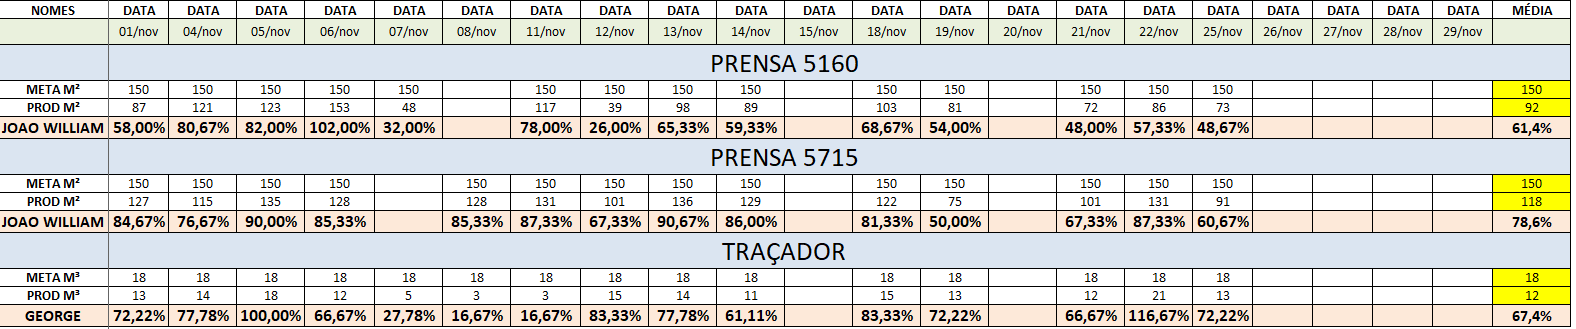 NOMES DATA DATA DATA DATA DATA DATA DATA DATA DATA DATA DATA DATA DATA DATA DATA DATA DATA DATA DATA DATA DATA MÉDIA
01/nov 04/nov 05/nov 06/nov 07/nov 08/nov 11/nov 12/nov 13/nov 14/nov 15/nov 18/nov 19/nov 20/nov 21/nov 22/nov 25/nov 26/nov 27/nov 28/nov 29/nov
PRENSA 5160
META M² 150 150 150 150 150 150 150 150 150 150 150 150 150 150 150
PROD M² 87 121 123 153 48 117 39 98 89 103 81 72 86 73 92
JOAO WILLIAM 58,00% 80,67% 82,00% 102,00% 32,00% 78,00% 26,00% 65,33% 59,33% 68,67% 54,00% 48,00% 57,33% 48,67% 61,4%
PRENSA 5715
META M² 150 150 150 150 150 150 150 150 150 150 150 150 150 150 150
PROD M² 127 115 135 128 128 131 101 136 129 122 75 101 131 91 118
JOAO WILLIAM 84,67% 76,67% 90,00% 85,33% 85,33% 87,33% 67,33% 90,67% 86,00% 81,33% 50,00% 67,33% 87,33% 60,67% 78,6%
TRAÇADOR
META M³ 18 18 18 18 18 18 18 18 18 18 18 18 18 18 18 18
PROD M³ 13 14 18 12 5 3 3 15 14 11 15 13 12 21 13 12
GEORGE 72,22% 77,78% 100,00% 66,67% 27,78% 16,67% 16,67% 83,33% 77,78% 61,11% 83,33% 72,22% 66,67% 116,67% 72,22% 67,4%